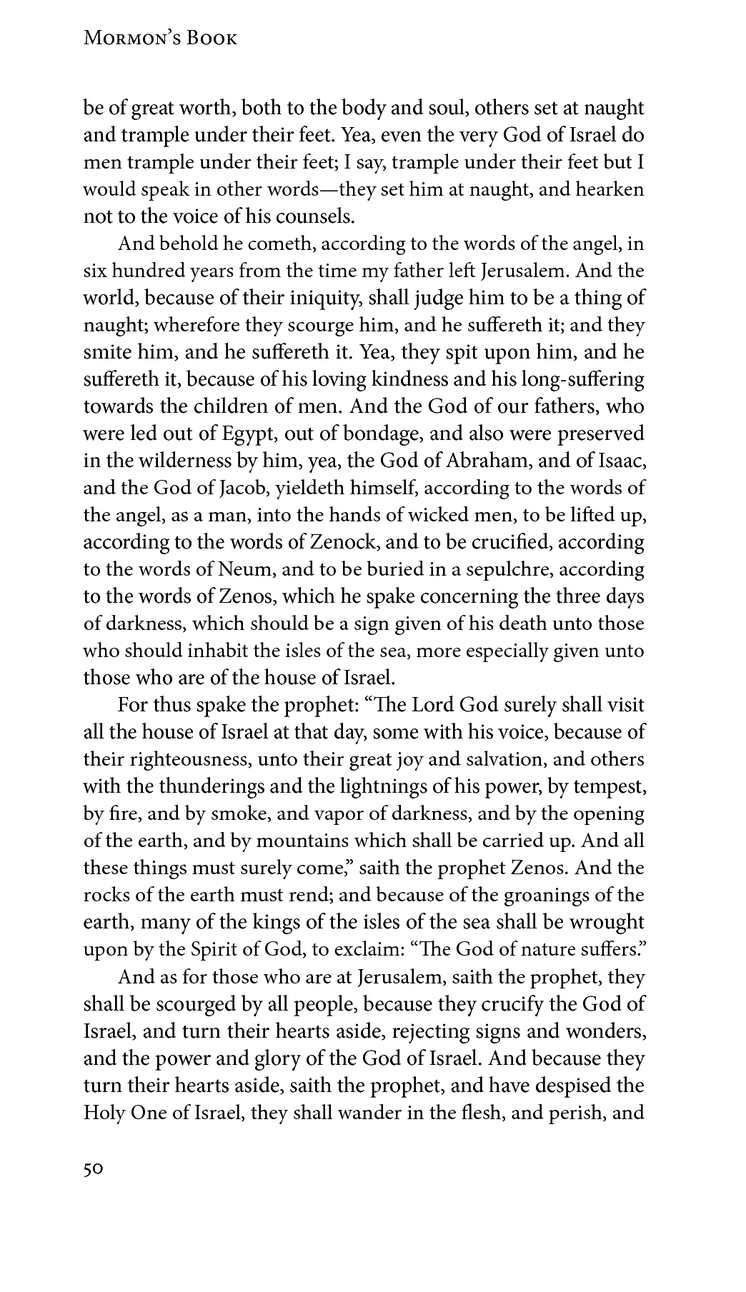 Mormon's Book
be of great worth, both to the body and soul, others set at naught
and trample under their feet. Yea, even the very God of Israel do
men trample under their feet; I say, trample under their feet but I
would speak in other words—they set him at naught, and hearken
not to the voice of his counsels.
And behold he cometh, according to the words of the angel, in
six hundred years from the time my father left Jerusalem. And the
world, because of their iniquity, shall judge him to be a thing of
naught; wherefore they scourge him, and he suffereth it; and they
smite him, and he suffereth it. Yea, they spit upon him, and he
suffereth it, because of his loving kindness and his long-suffering
towards the children of men. And the God of our fathers, who
were led out of Egypt, out of bondage, and also were preserved
in the wilderness by him, yea, the God of Abraham, and of Isaac,
and the God of Jacob, yieldeth himself, according to the words of
the angel, as a man, into the hands of wicked men, to be lifted up,
according to the words of Zenock, and to be crucified, according
to the words of Neum, and to be buried in a sepulchre, according
to the words of Zenos, which he spake concerning the three days
of darkness, which should be a sign given of his death unto those
who should inhabit the isles of the sea, more especially given unto
those who are of the house of Israel.
For thus spake the prophet: “The Lord God surely shall visit
all the house of Israel at that day, some with his voice, because of
their righteousness, unto their great joy and salvation, and others
with the thunderings and the lightnings of his power, by tempest,
by fire, and by smoke, and vapor of darkness, and by the opening
of the earth, and by mountains which shall be carried up. And all
these things must surely come,” saith the prophet Zenos. And the
rocks of the earth must rend; and because of the groanings of the
earth, many of the kings of the isles of the sea shall be wrought
upon by the Spirit of God, to exclaim: “The God of nature suffers.”
And as for those who are at Jerusalem, saith the prophet, they
shall be scourged by all people, because they crucify the God of
Israel, and turn their hearts aside, rejecting signs and wonders,
and the power and glory of the God of Israel. And because they
turn their hearts aside, saith the prophet, and have despised the
Holy One of Israel, they shall wander in the flesh, and perish, and
50